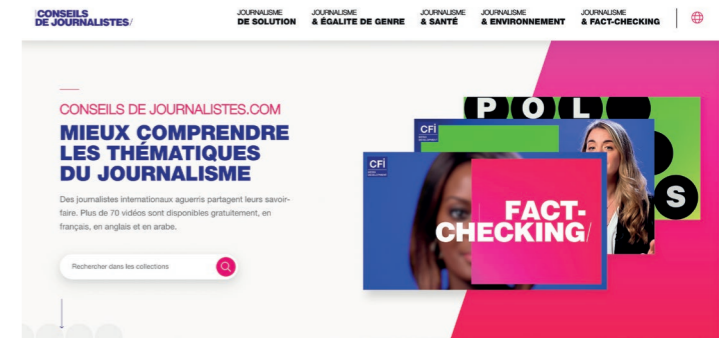 /CONSEILS
DE JOURNALISTES/
JOURNALISME
DE SOLUTION
JOURNALISME
& ÉGALITE DE GENRE
JOURNALISME
& SANTÉ
JOURNALISME
& ENVIRONNEMENT
JOURNALISME
& FACT-CHECKING
CONSEILS DE JOURNALISTES.COM
MIEUX COMPRENDRE
LES THÉMATIQUES
DU JOURNALISME
Des journalistes internationaux aguerris partagent leurs savoir-
faire. Plus de 70 vidéos sont disponibles gratuitement, en
français, en anglais et en arabe.
Rechercher dans les collections
POL
S
CFI
CFI
FACT-
CHECKING/